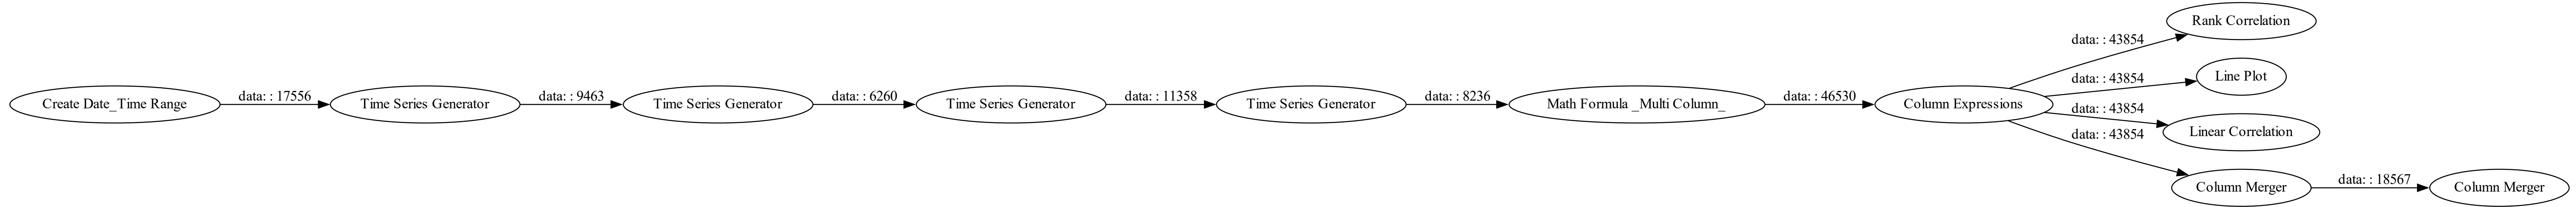 Create Date_Time Range
data: : 17556
Time Series Generator
data: : 9463
Time Series Generator
data: : 6260
Time Series Generator
data: : 11358
Time Series Generator
data: : 8236
Math Formula _Multi Column_
data: : 46530
Column Expressions
data: : 43854
Rank Correlation
data: : 43854
Line Plot
data: : 43854
Linear Correlation
data: : 43854
Column Merger
data: : 18567
Column Merger